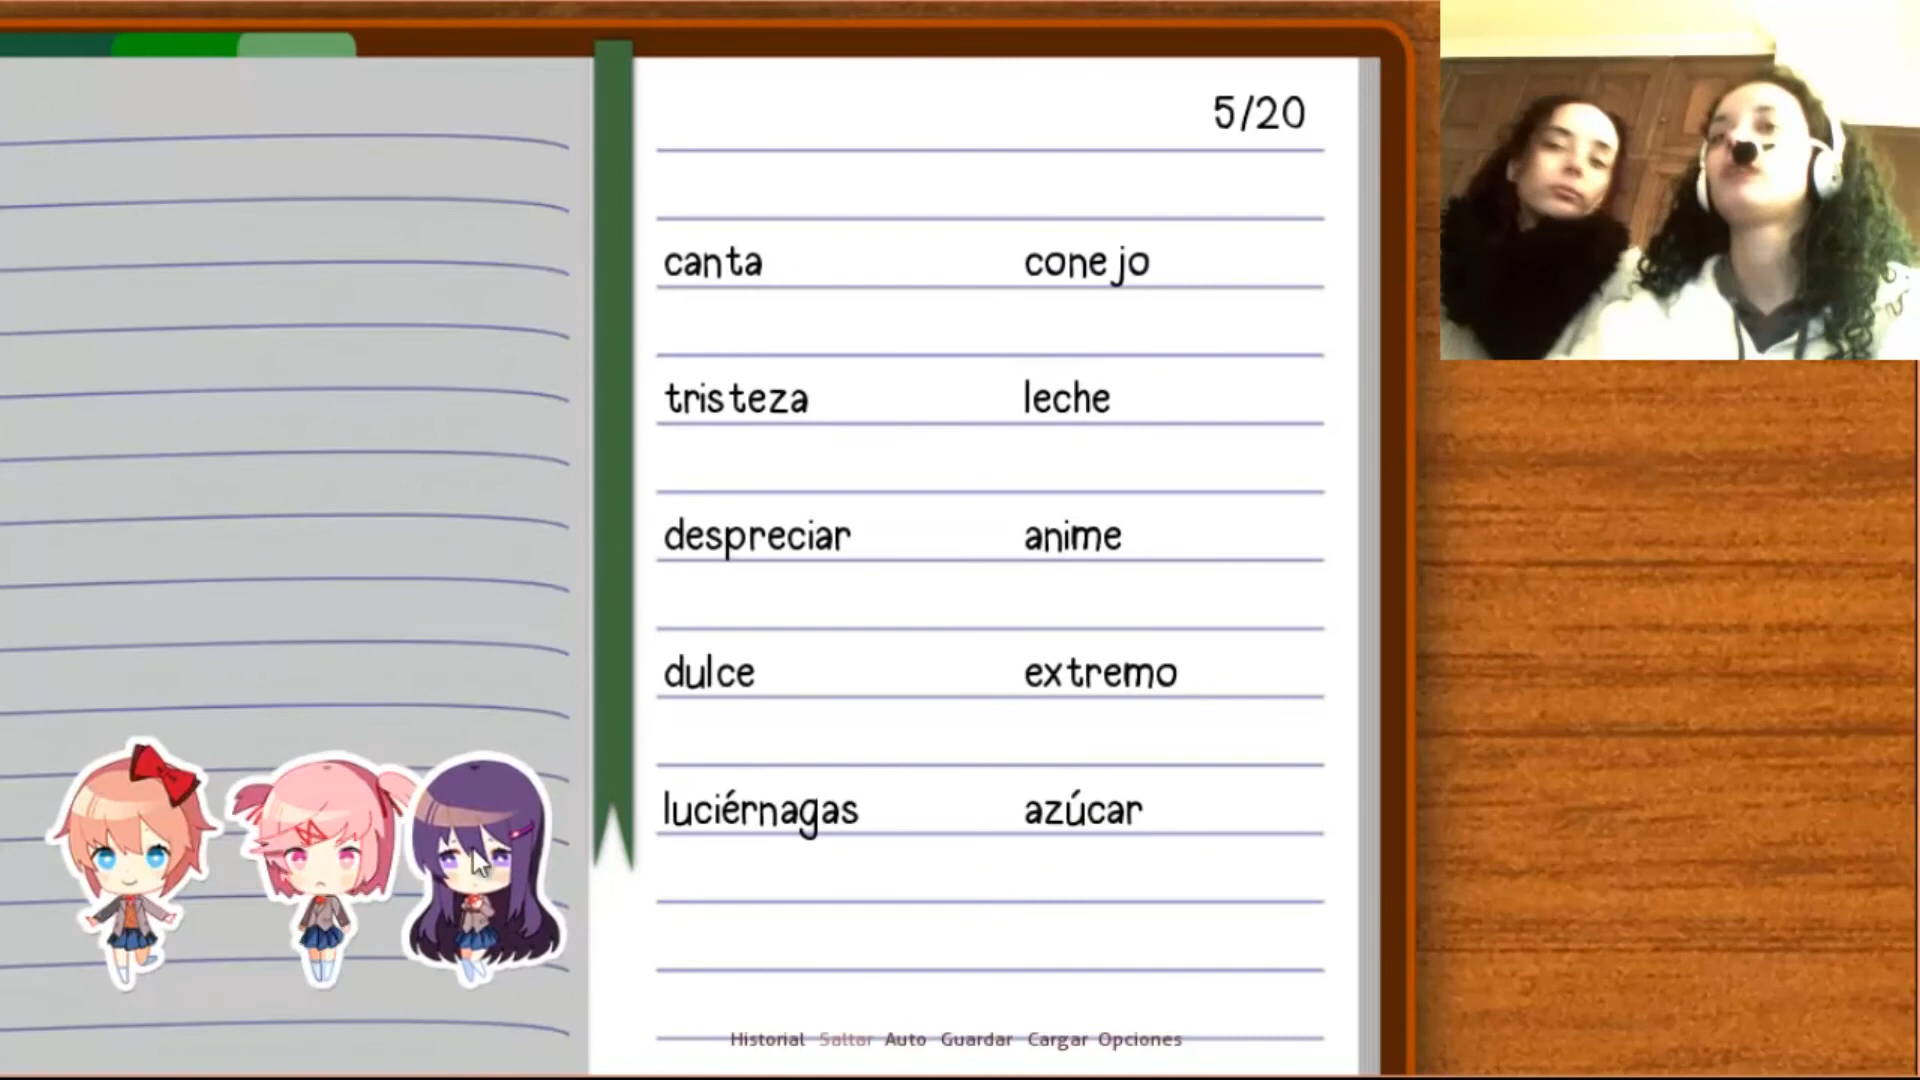 5/20
canta conejo
tristeza leche
despreciar anime
dulce extremo
luciérnagas azúcar
Historial Saltar Auto Guardar Cargar Opciones